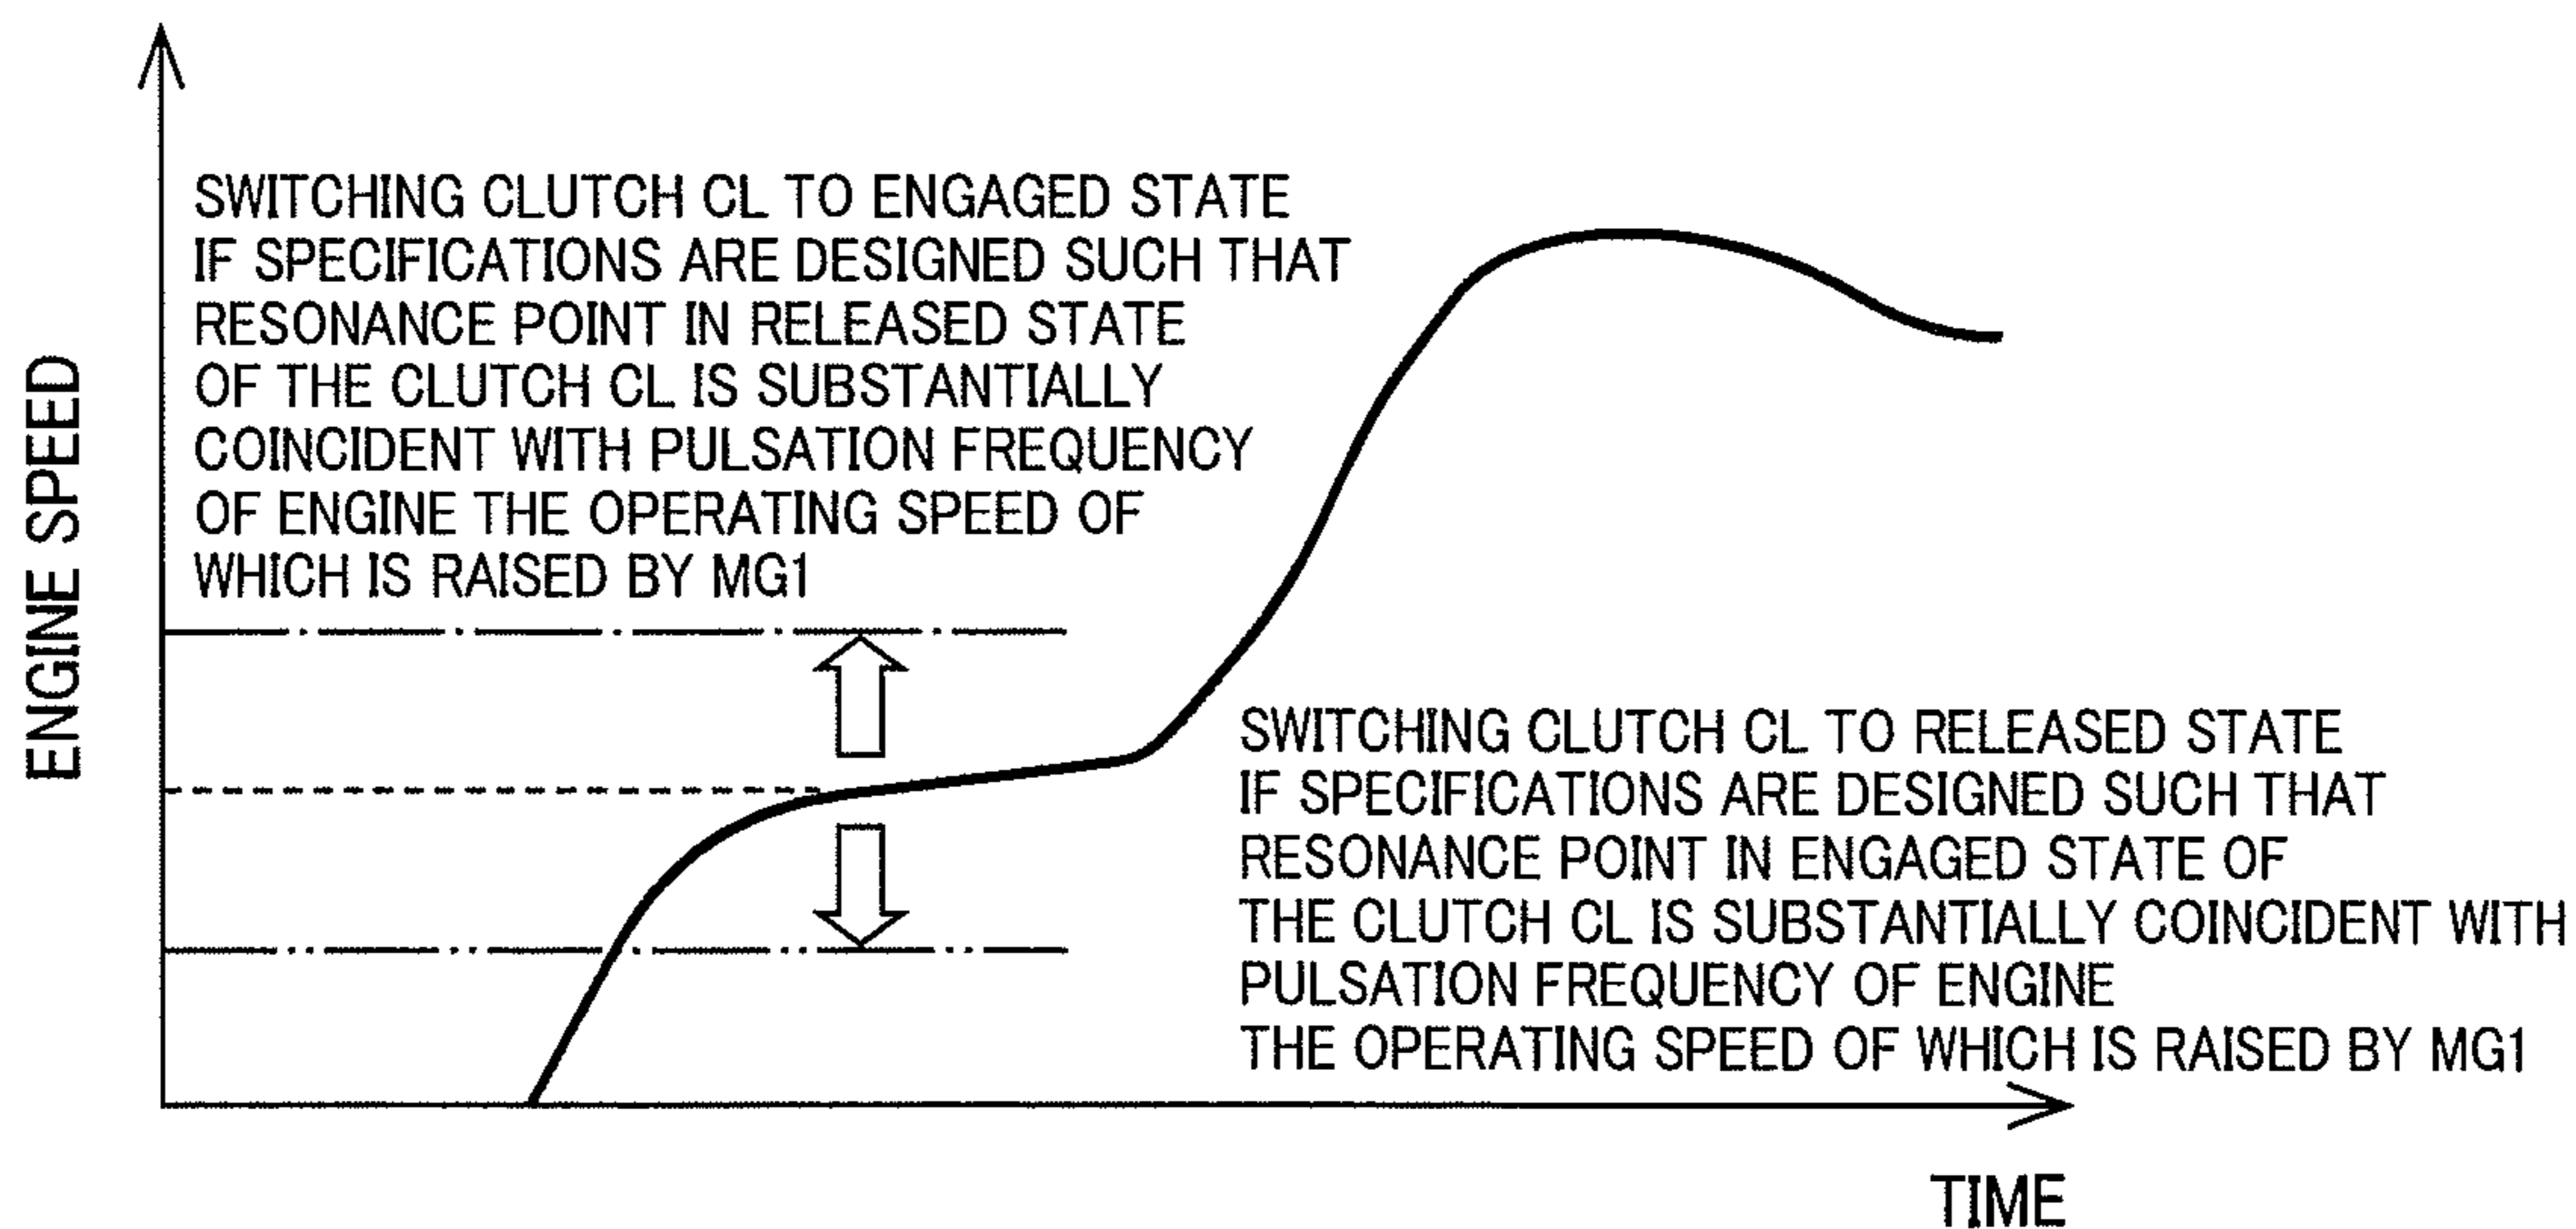 SWITCHING CLUTCH CL TO ENGAGED STATE
IF SPECIFICATIONS ARE DESIGNED SUCH THAT
RESONANCE POINT IN RELEASED STATE
OF THE CLUTCH CL IS SUBSTANTIALLY
COINCIDENT WITH PULSATION FREQUENCY
OF ENGINE THE OPERATING SPEED OF
WHICH IS RAISED BY MG1
ENGINE SPEED
SWITCHING CLUTCH CL TO RELEASED STATE
IF SPECIFICATIONS ARE DESIGNED SUCH THAT
RESONANCE POINT IN ENGAGED STATE OF
THE CLUTCH CL IS SUBSTANTIALLY COINCIDENT WITH
PULSATION FREQUENCY OF ENGINE
THE OPERATING SPEED OF WHICH IS RAISED BY MG1
TIME